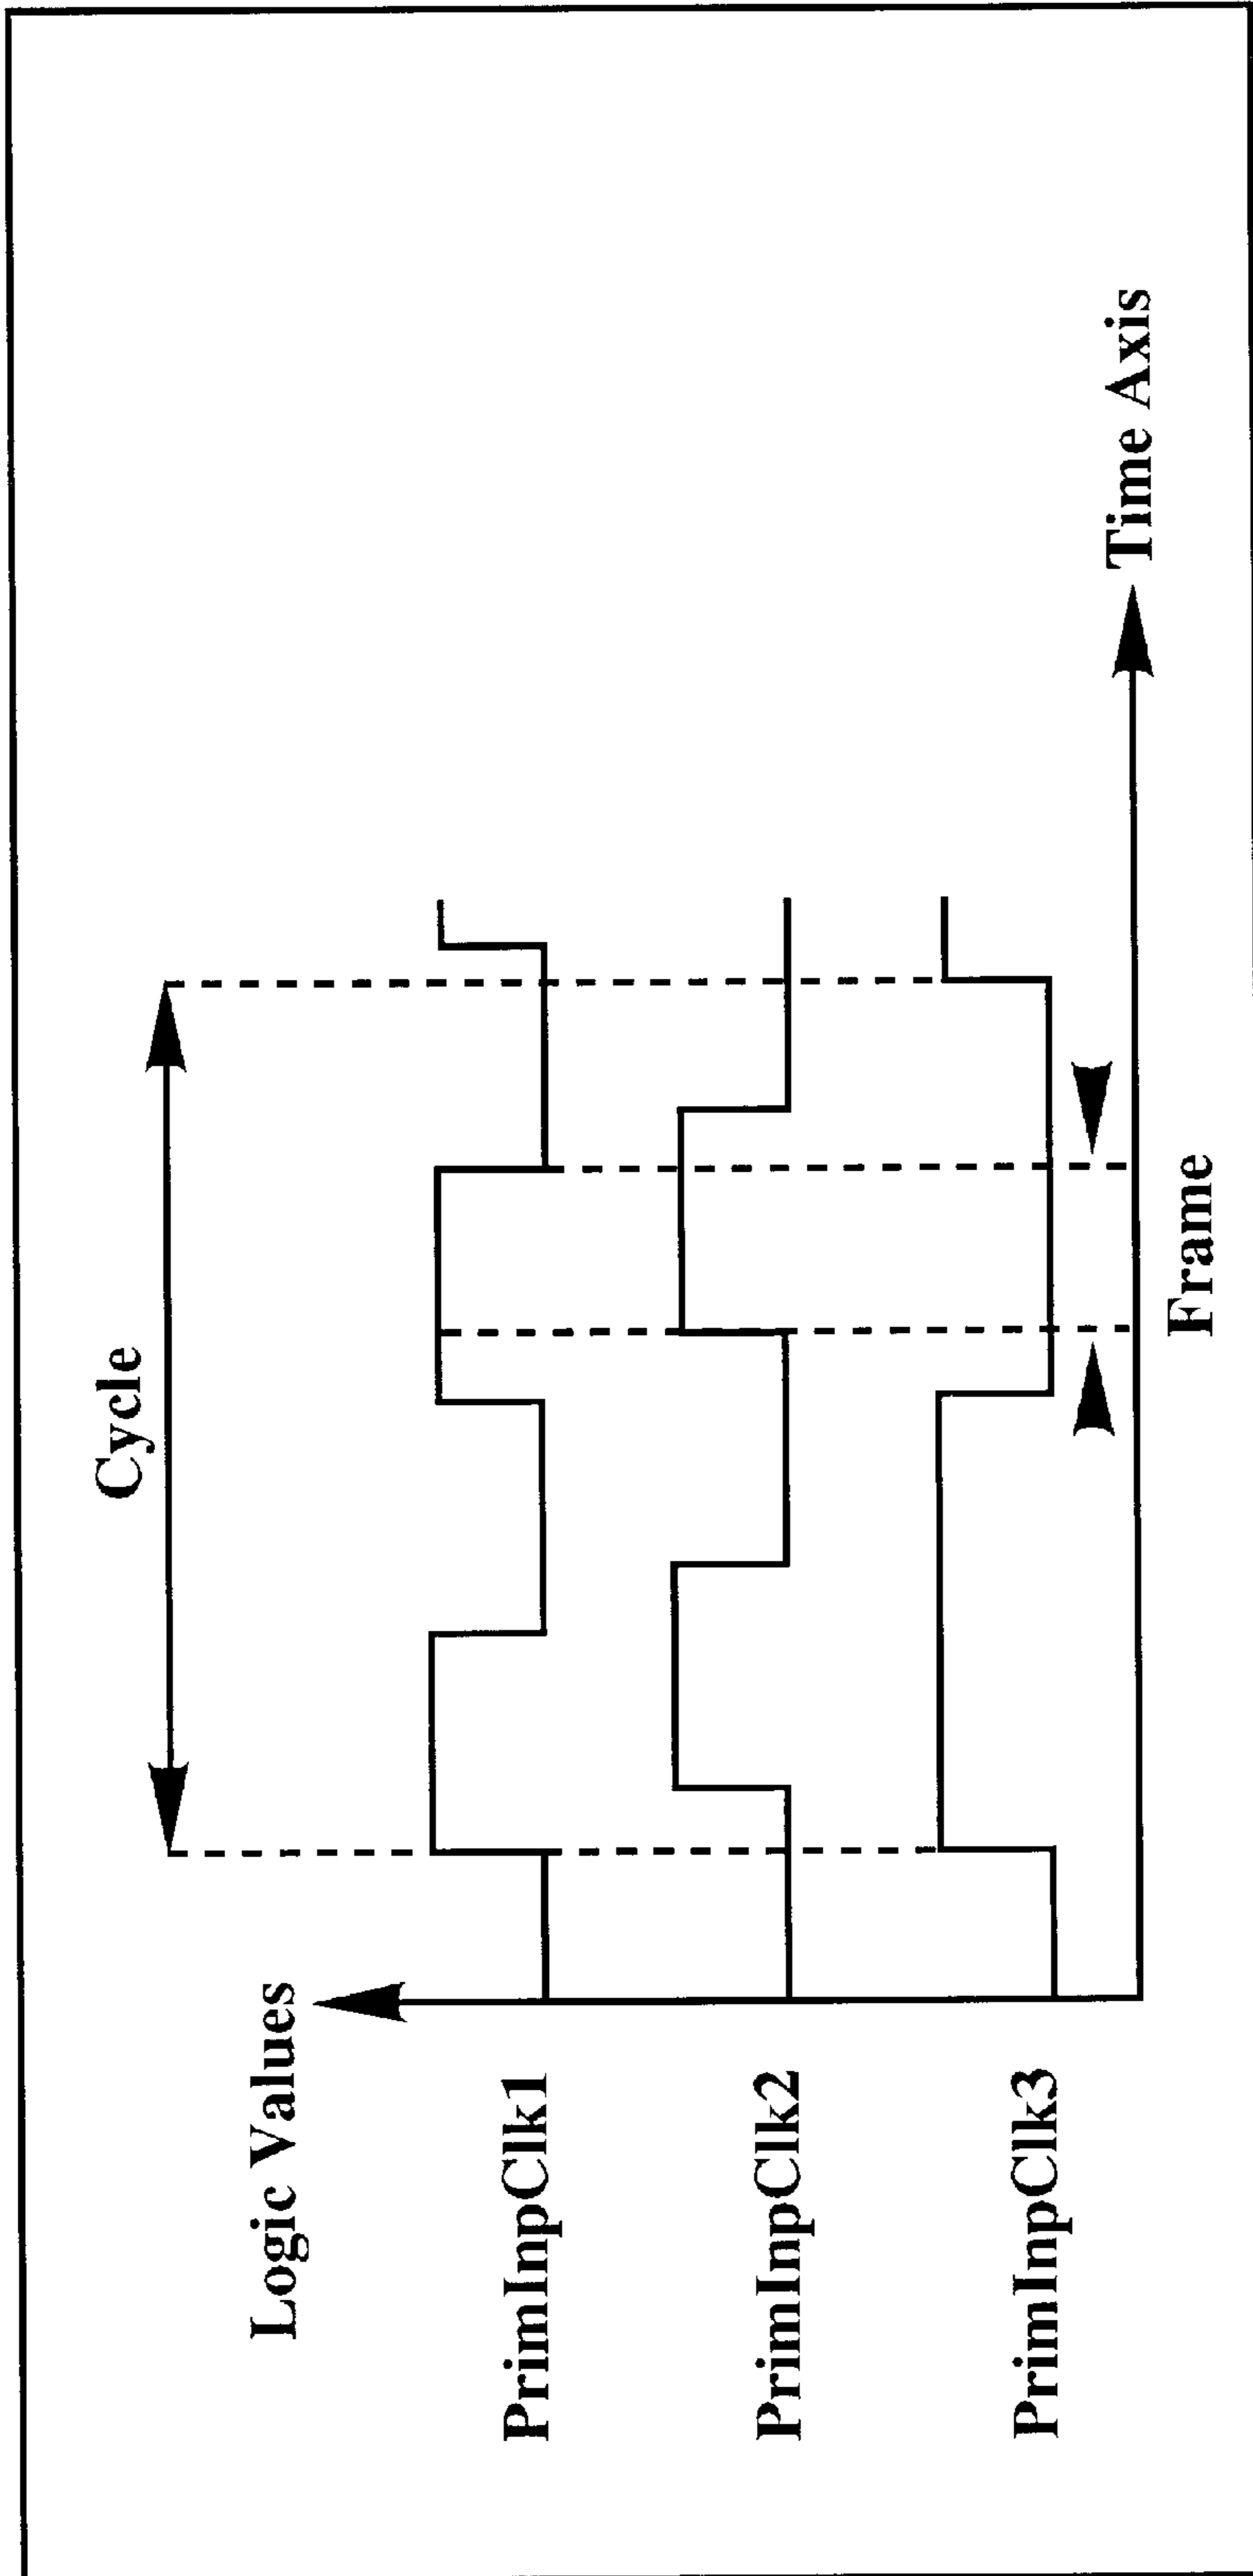 Cycle
Logic Values
PrimInpClk1
PrimInpClk2
PrimInpClk3
Time Axis
Frame